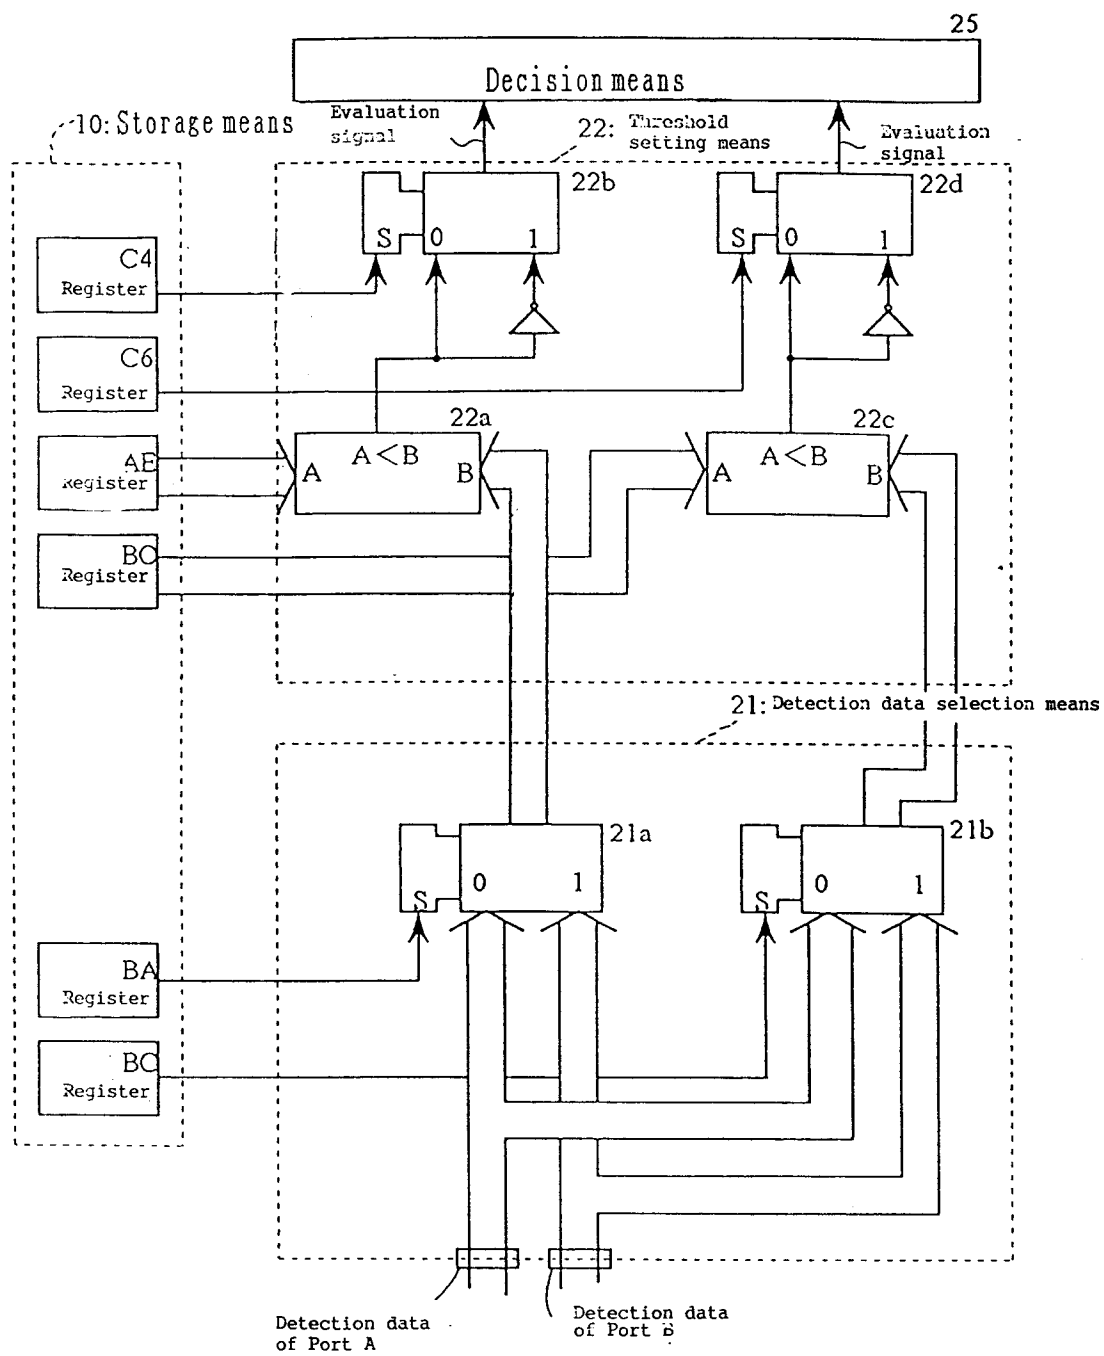 25
Decision means
10: Storage means
Evaluation
signal
22: Threshold
setting means
Evaluation
signal
22b
22d
S 0 1
S 0 1
C4
Register
C6
Register
22a
22c
AE
Register
A A<B B
A A<B B
BO
Register
21: Detection data selection means
21a
21b
S 0 1
S 0 1
BA
Register
BC
Register
Detection data
of Port A
Detection data
of Port B